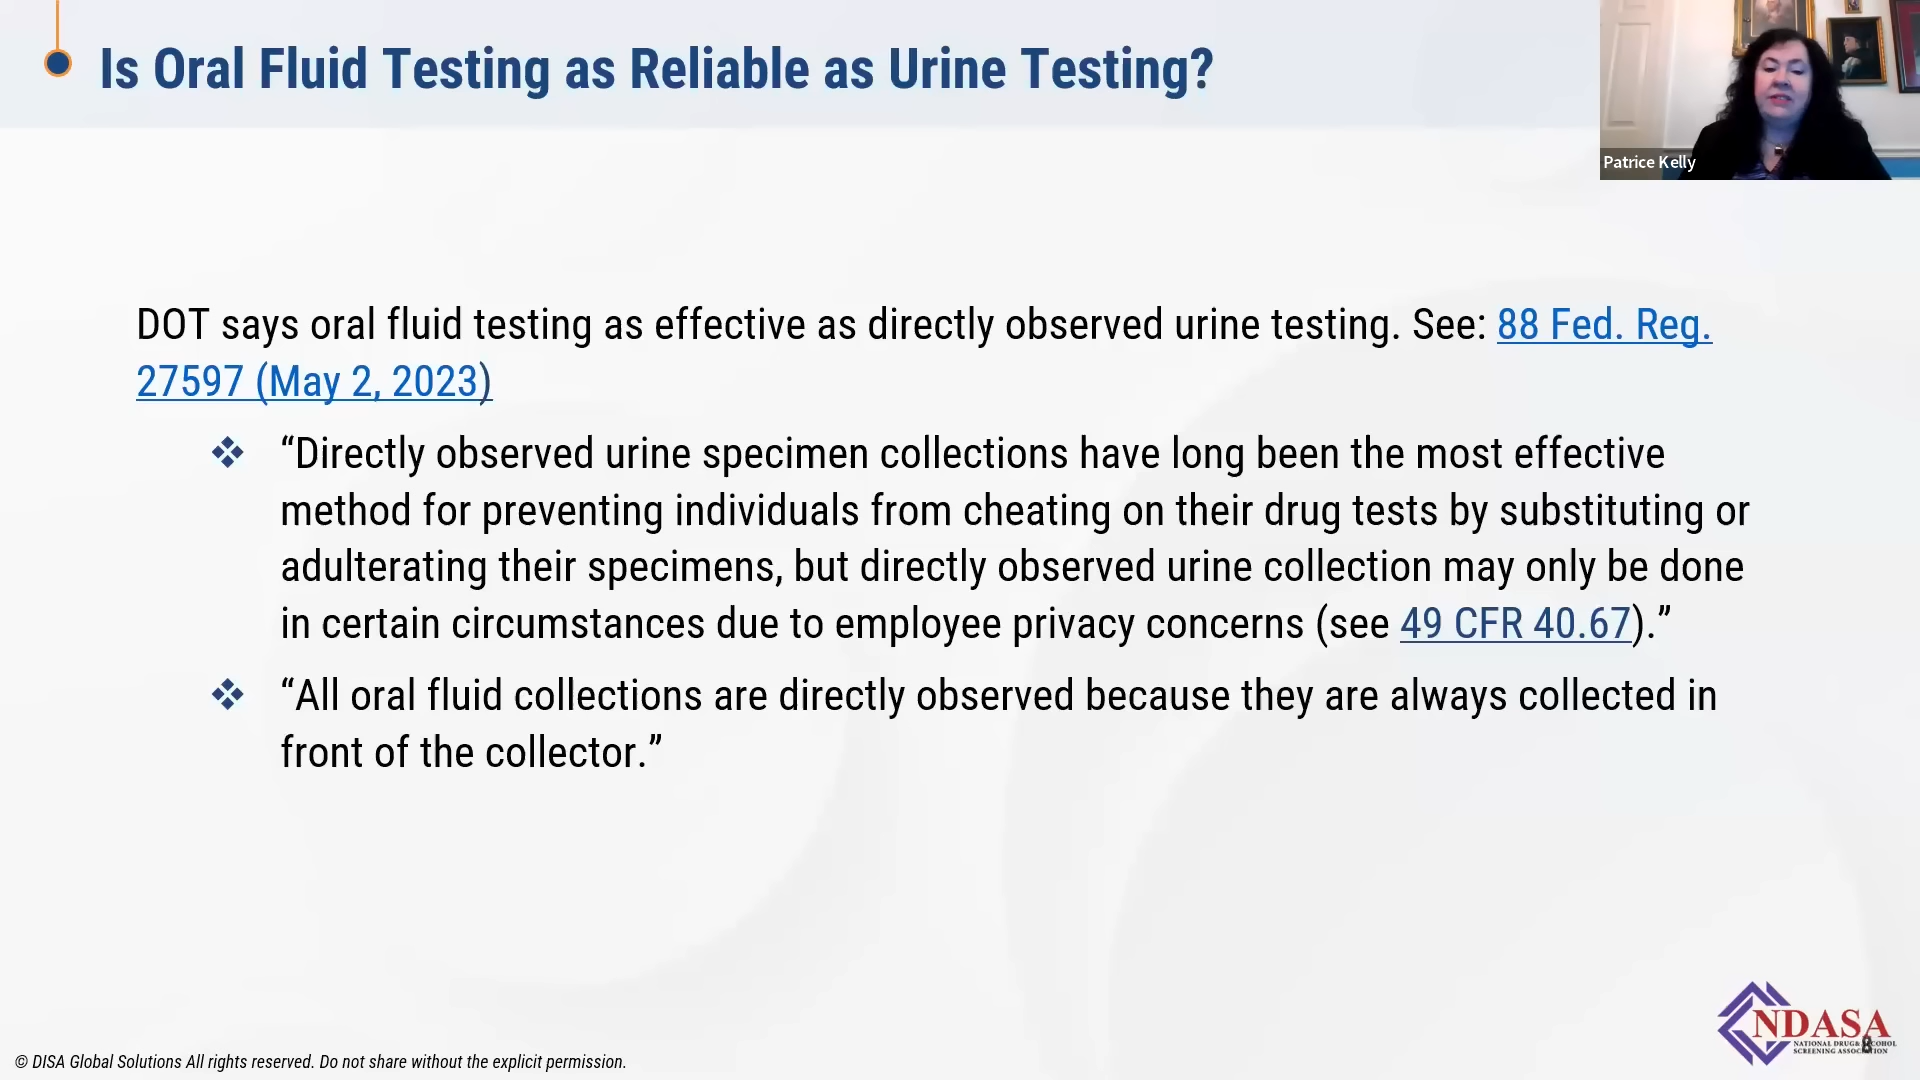 Is Oral Fluid Testing as Reliable as Urine Testing?
Patrice Kelly
DOT says oral fluid testing as effective as directly observed urine testing. See: 88 Fed. Reg.
27597 (May 2, 2023)
“Directly observed urine specimen collections have long been the most effective
method for preventing individuals from cheating on their drug tests by substituting or
adulterating their specimens, but directly observed urine collection may only be done
in certain circumstances due to employee privacy concerns (see 49 CFR 40.67).”
“All oral fluid collections are directly observed because they are always collected in
front of the collector.”
NDASA
NATIONAL DRUG &
SCREENING
8
© DISA Global Solutions All rights reserved. Do not share without the explicit permission.